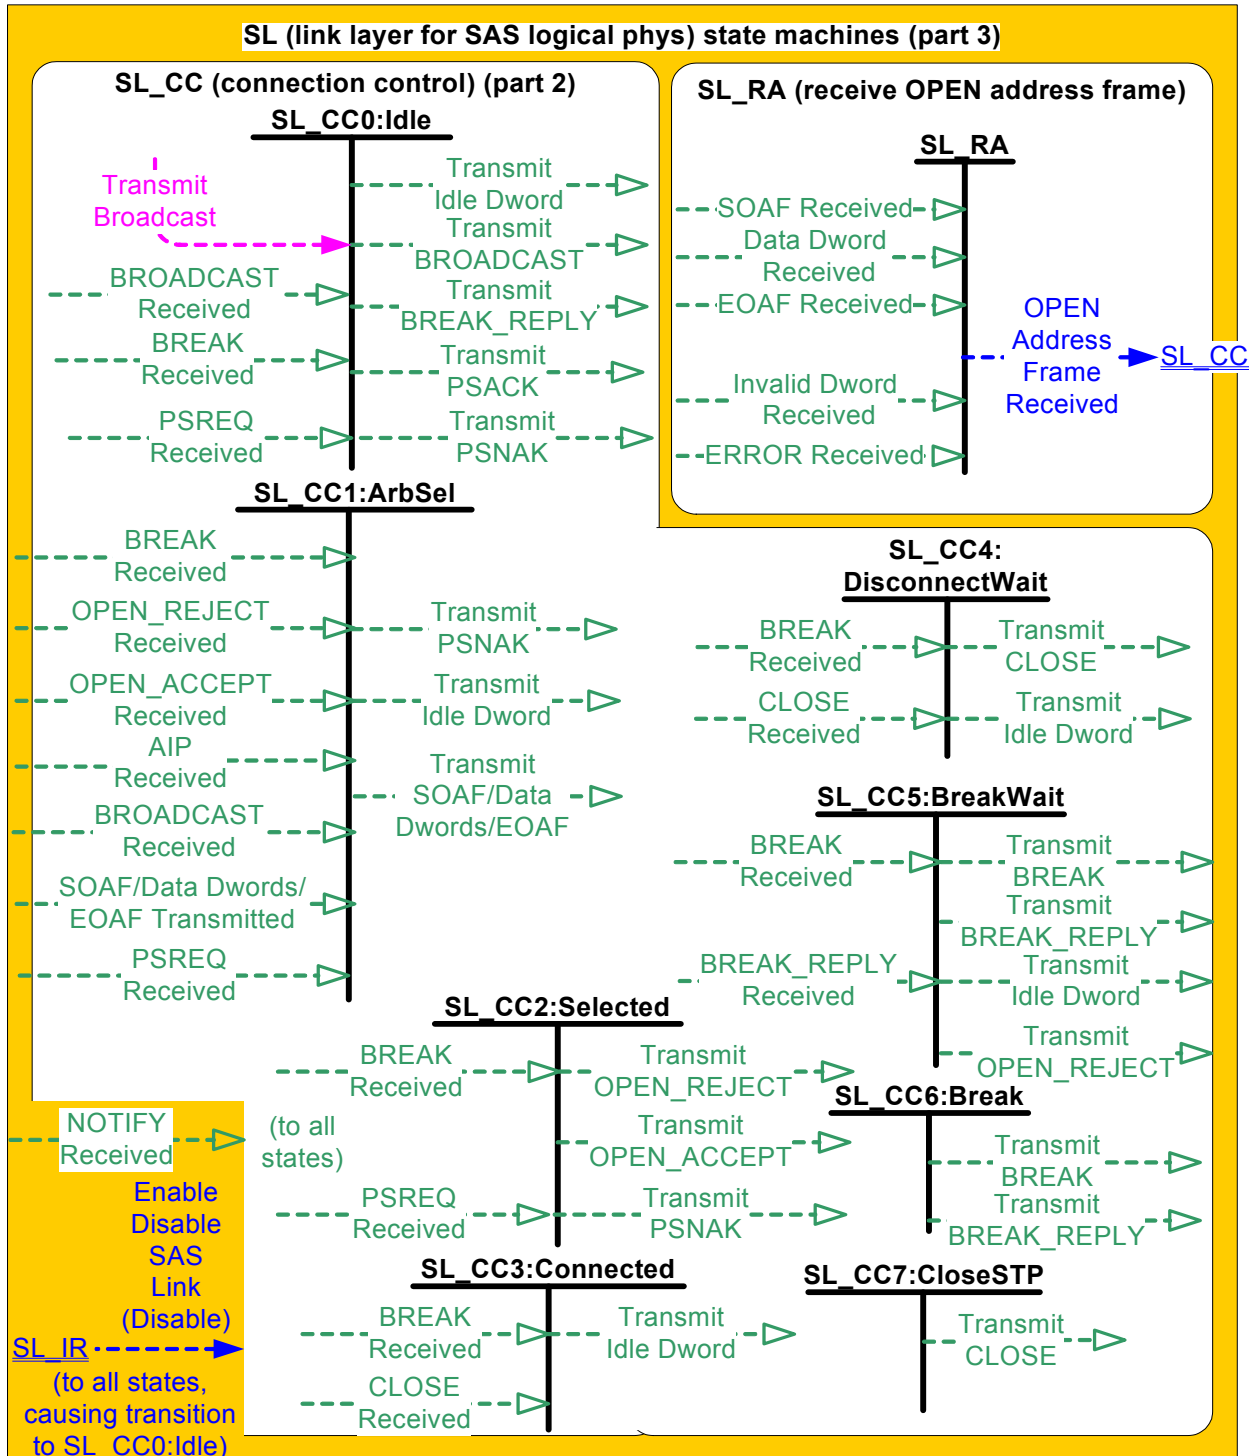 SL (link layer for SAS logical phys) state machines (part 3)
SL_CC (connection control) (part 2)
SL_CC0:Idle
Transmit
Broadcast
BROADCAST
Received
BREAK
Received
PSREQ
Received
Transmit
Idle Dword
Transmit
BROADCAST
Transmit
BREAK_REPLY
Transmit
PSACK
Transmit
PSNAK
SL_RA (receive OPEN address frame)
SL_RA
SOAF Received
Data Dword
Received
EOAF Received
Invalid Dword
Received
ERROR Received
OPEN
Address
Frame
Received
SL_CC
SL_CC1:ArbSel
BREAK
Received
OPEN_REJECT
Received
OPEN_ACCEPT
Received
AIP
Received
BROADCAST
Received
SOAF/Data Dwords/
EOAF Transmitted
PSREQ
Received
Transmit
PSNAK
Transmit
Idle Dword
Transmit
SOAF/Data
Dwords/EOAF
SL_CC4:
DisconnectWait
BREAK
Received
CLOSE
Received
Transmit
CLOSE
Transmit
Idle Dword
SL_CC5:BreakWait
BREAK
Received
BREAK_REPLY
Received
Transmit
BREAK
Transmit
BREAK_REPLY
Transmit
Idle Dword
Transmit
OPEN_REJECT
SL_CC2:Selected
BREAK
Received
PSREQ
Received
Transmit
OPEN_REJECT
Transmit
OPEN_ACCEPT
Transmit
PSNAK
SL_CC6:Break
Transmit
BREAK
Transmit
BREAK_REPLY
NOTIFY
Received
(to all
states)
Enable
Disable
SAS
Link
(Disable)
SL_IR
(to all states,
causing transition
to SL_CC0:Idle)
SL_CC3:Connected
BREAK
Received
CLOSE
Received
Transmit
Idle Dword
SL_CC7:CloseSTP
Transmit
CLOSE